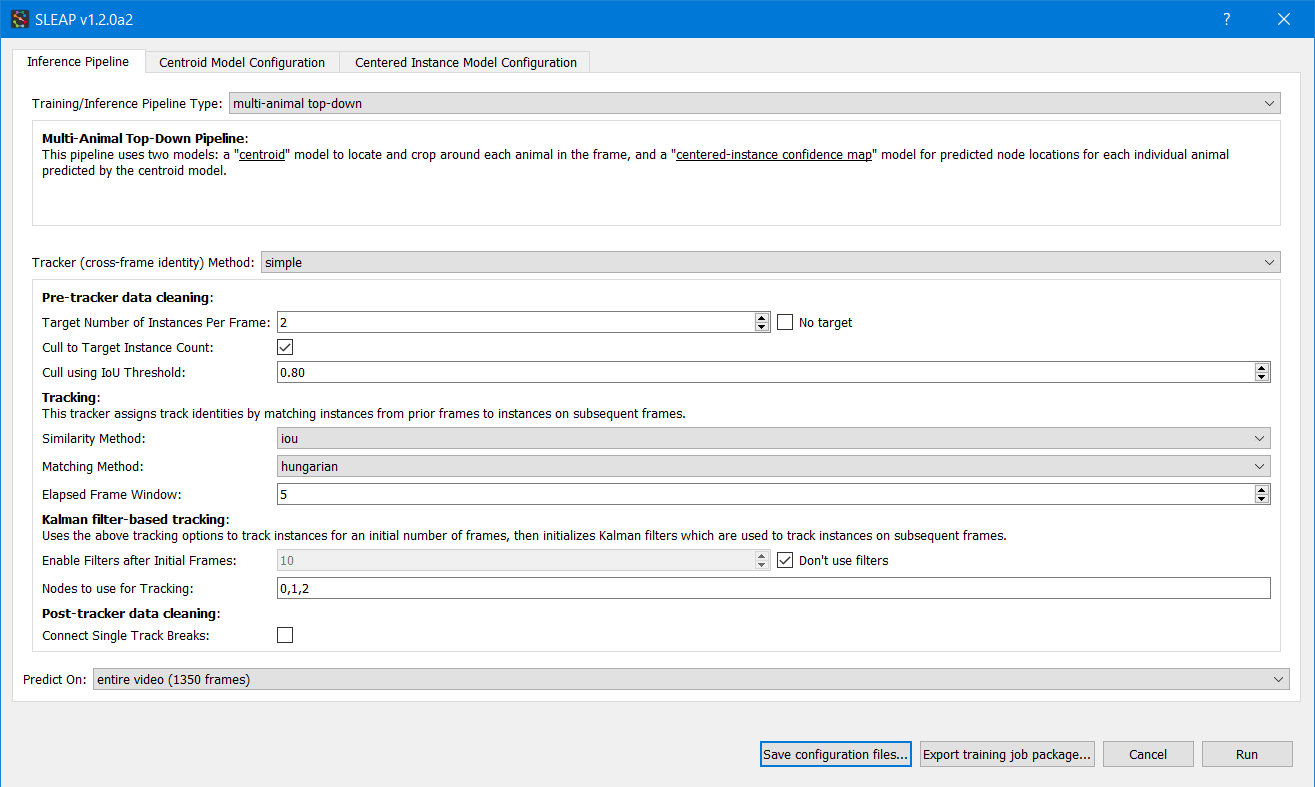 SLEAP v1.2.0a2
?
Inference Pipeline
Centroid Model Configuration
Centered Instance Model Configuration
Training/Inference Pipeline Type: multi-animal top-down
Multi-Animal Top-Down Pipeline:
This pipeline uses two models: a "centroid" model to locate and crop around each animal in the frame, and a "centered-instance confidence map" model for predicted node locations for each individual animal
predicted by the centroid model.
Tracker (cross-frame identity) Method: simple
Pre-tracker data cleaning:
Target Number of Instances Per Frame: 2 No target
Cull to Target Instance Count:
Cull using IoU Threshold: 0.80
Tracking:
This tracker assigns track identities by matching instances from prior frames to instances on subsequent frames.
Similarity Method: iou
Matching Method: hungarian
Elapsed Frame Window: 5
Kalman filter-based tracking:
Uses the above tracking options to track instances for an initial number of frames, then initializes Kalman filters which are used to track instances on subsequent frames.
Enable Filters after Initial Frames: 10 Don't use filters
Nodes to use for Tracking: 0,1,2
Post-tracker data cleaning:
Connect Single Track Breaks:
Predict On: entire video (1350 frames)
Save configuration files...
Export training job package...
Cancel
Run